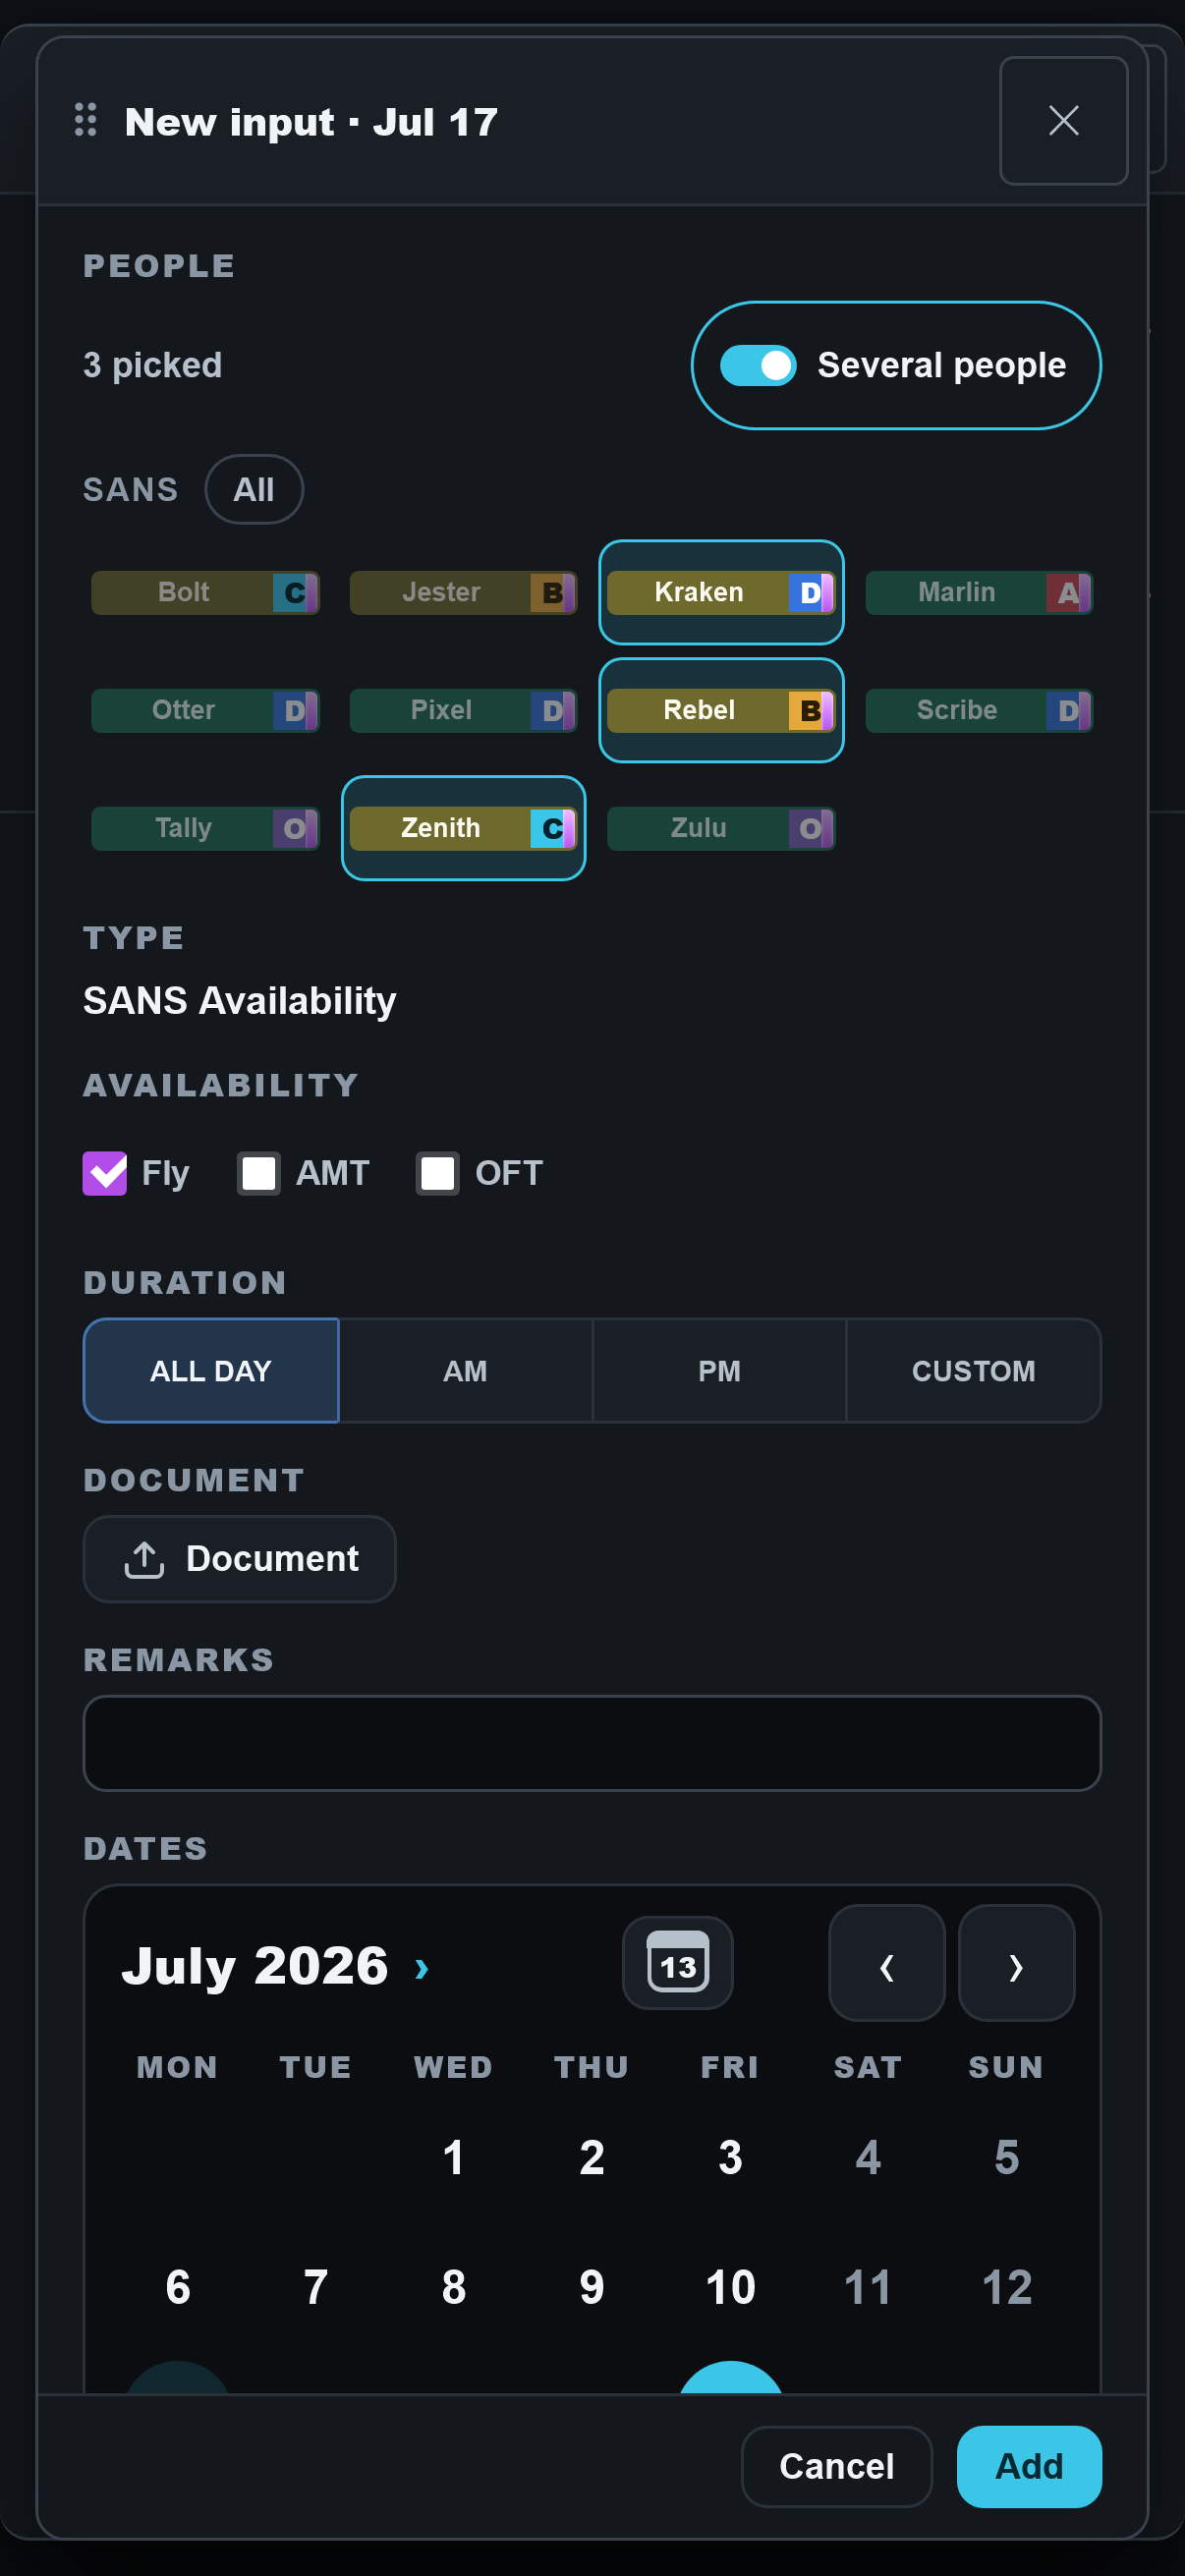 New input · Jul 17
PEOPLE
3 picked
Several people
SANS All
Bolt C Jester B Kraken D Marlin A
Otter D Pixel D Rebel B Scribe D
Tally O Zenith C Zulu O
TYPE
SANS Availability
AVAILABILITY
Fly AMT OFT
DURATION
ALL DAY AM PM CUSTOM
DOCUMENT
Document
REMARKS
DATES
July 2026 › 13 ‹ ›
MON TUE WED THU FRI SAT SUN
1 2 3 4 5
6 7 8 9 10 11 12
Cancel Add